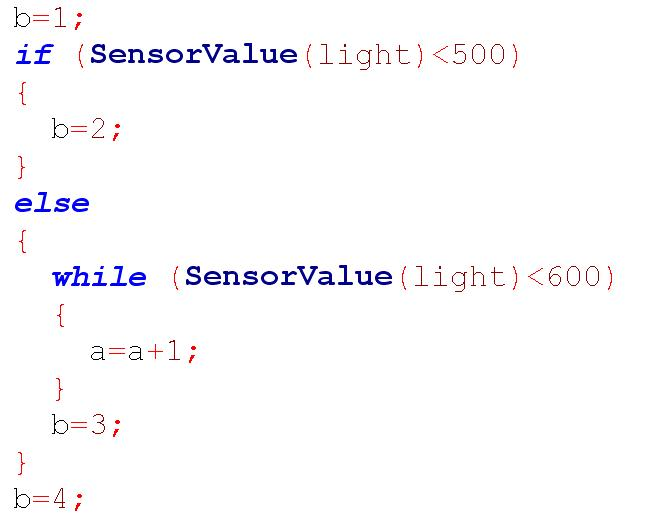 b=1;
if (SensorValue(light)<500)
{
b=2;
}
else
{
while (SensorValue(light)<600)
{
a=a+1;
}
b=3;
}
b=4;